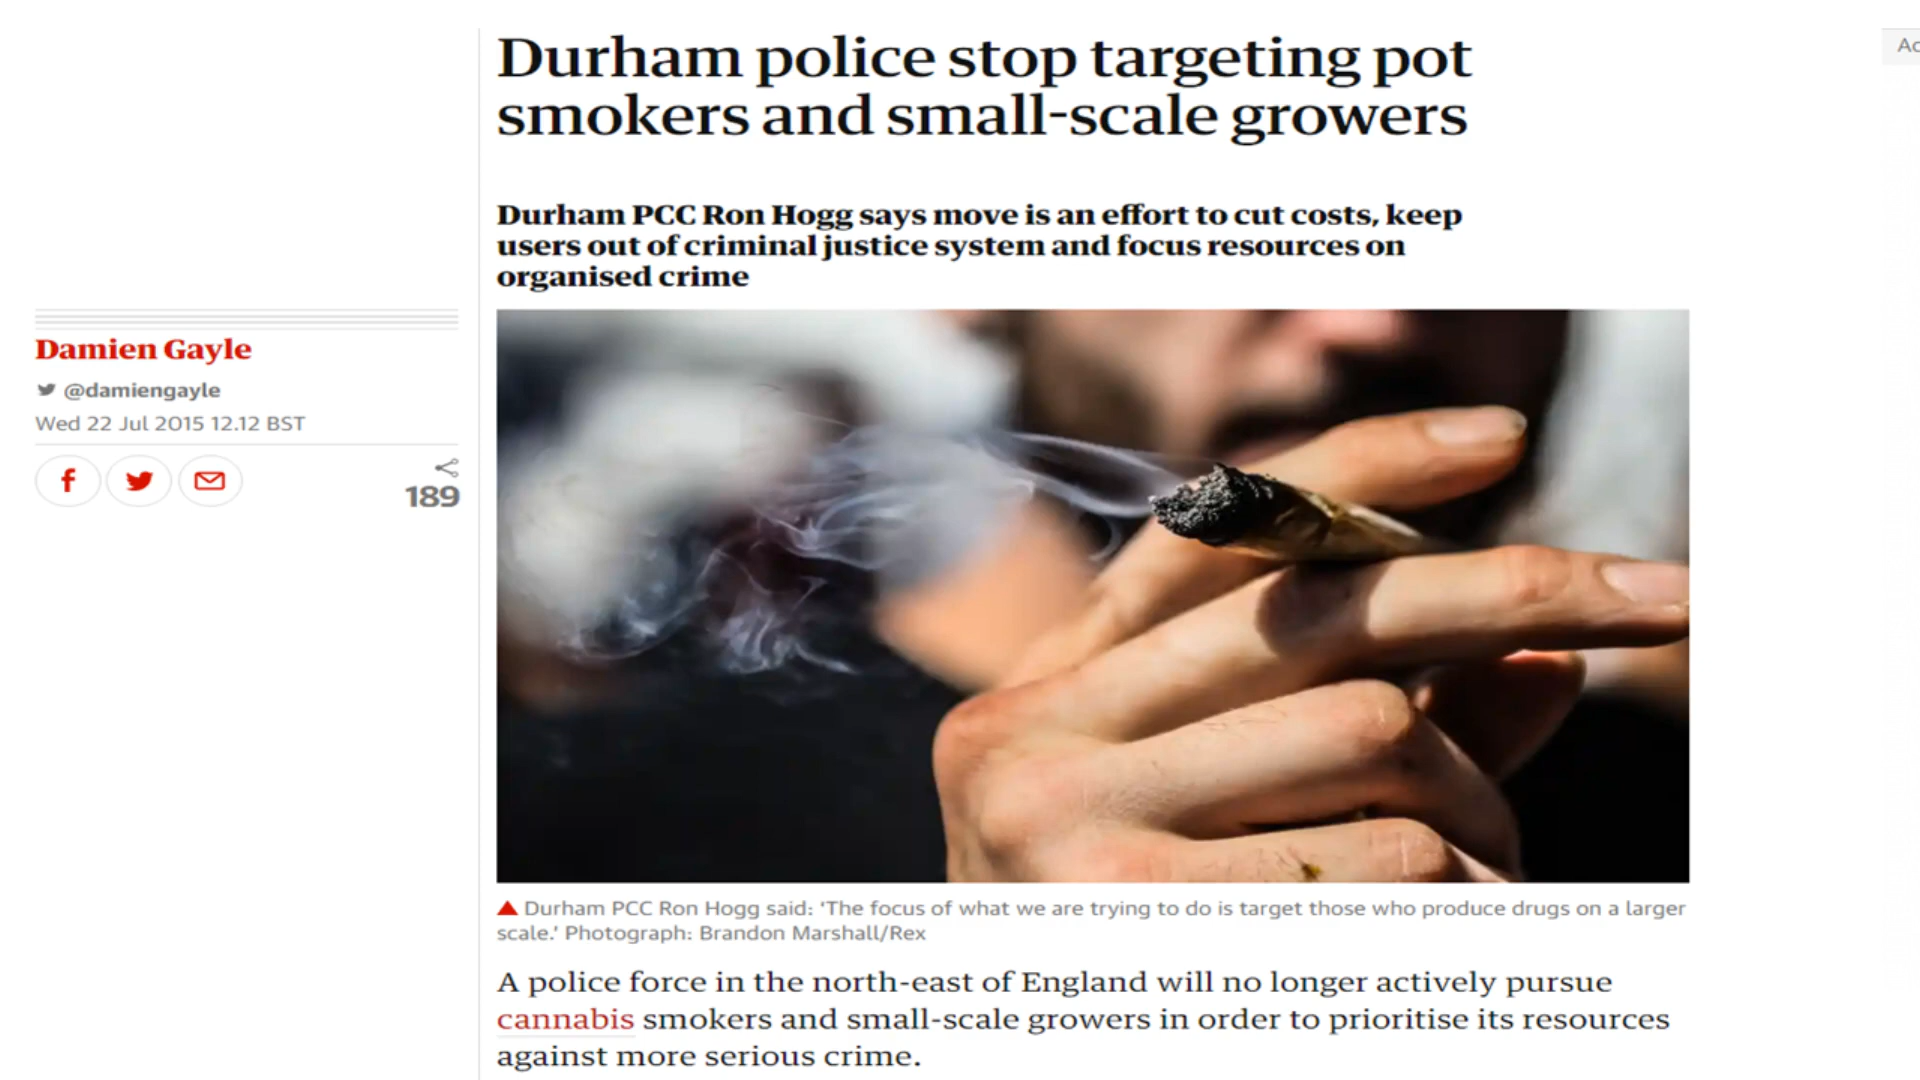 Durham police stop targeting pot
smokers and small-scale growers
Durham PCC Ron Hogg says move is an effort to cut costs, keep
users out of criminal justice system and focus resources on
organised crime
Damien Gayle
@damiengayle
Wed 22 Jul 2015 12.12 BST
189
Durham PCC Ron Hogg said: 'The focus of what we are trying to do is target those who produce drugs on a larger
scale.' Photograph: Brandon Marshall/Rex
A police force in the north-east of England will no longer actively pursue
cannabis smokers and small-scale growers in order to prioritise its resources
against more serious crime.